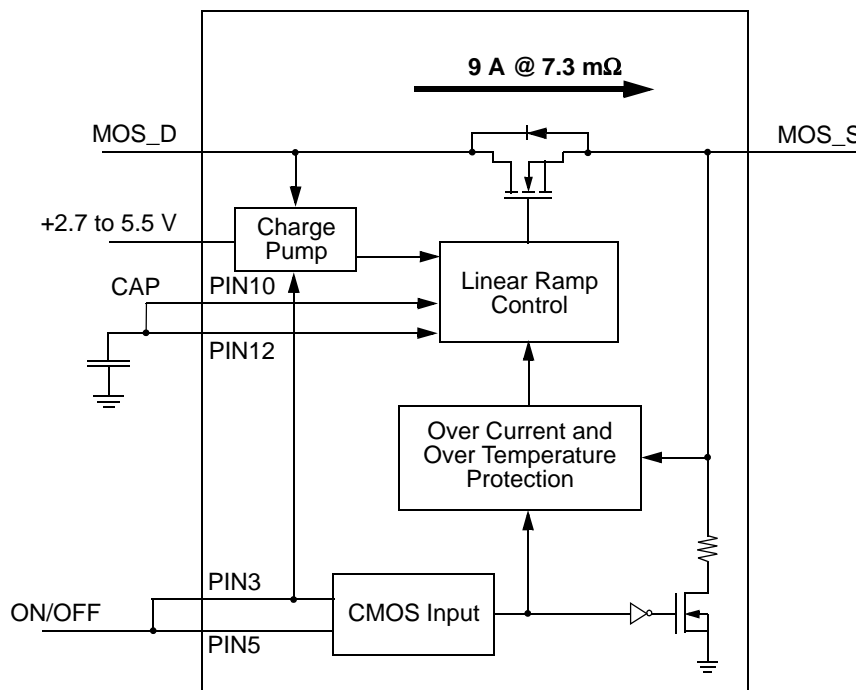 9 A @ 7.3 mΩ
MOS_D
MOS_S
+2.7 to 5.5 V
Charge
Pump
CAP
PIN10
Linear Ramp
Control
PIN12
Over Current and
Over Temperature
Protection
PIN3
ON/OFF
CMOS Input
PIN5